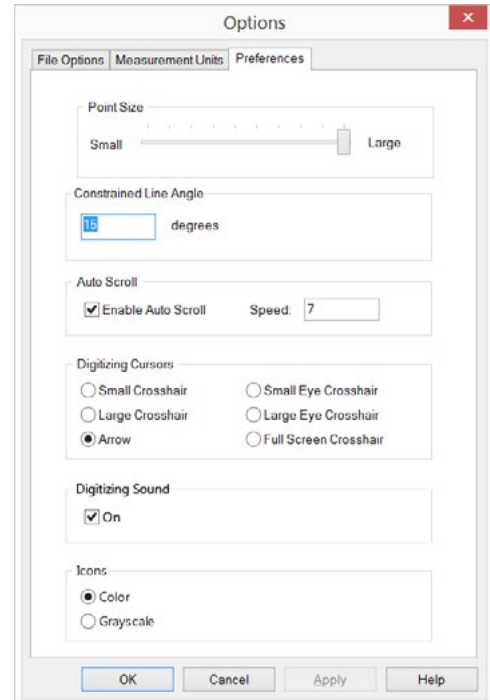 Options
File Options Measurement Units Preferences
Point Size
Small Large
Constrained Line Angle
15 degrees
Auto Scroll
Enable Auto Scroll Speed: 7
Digitizing Cursors
Small Crosshair Small Eye Crosshair
Large Crosshair Large Eye Crosshair
Arrow Full Screen Crosshair
Digitizing Sound
On
Icons
Color
Grayscale
OK Cancel Apply Help